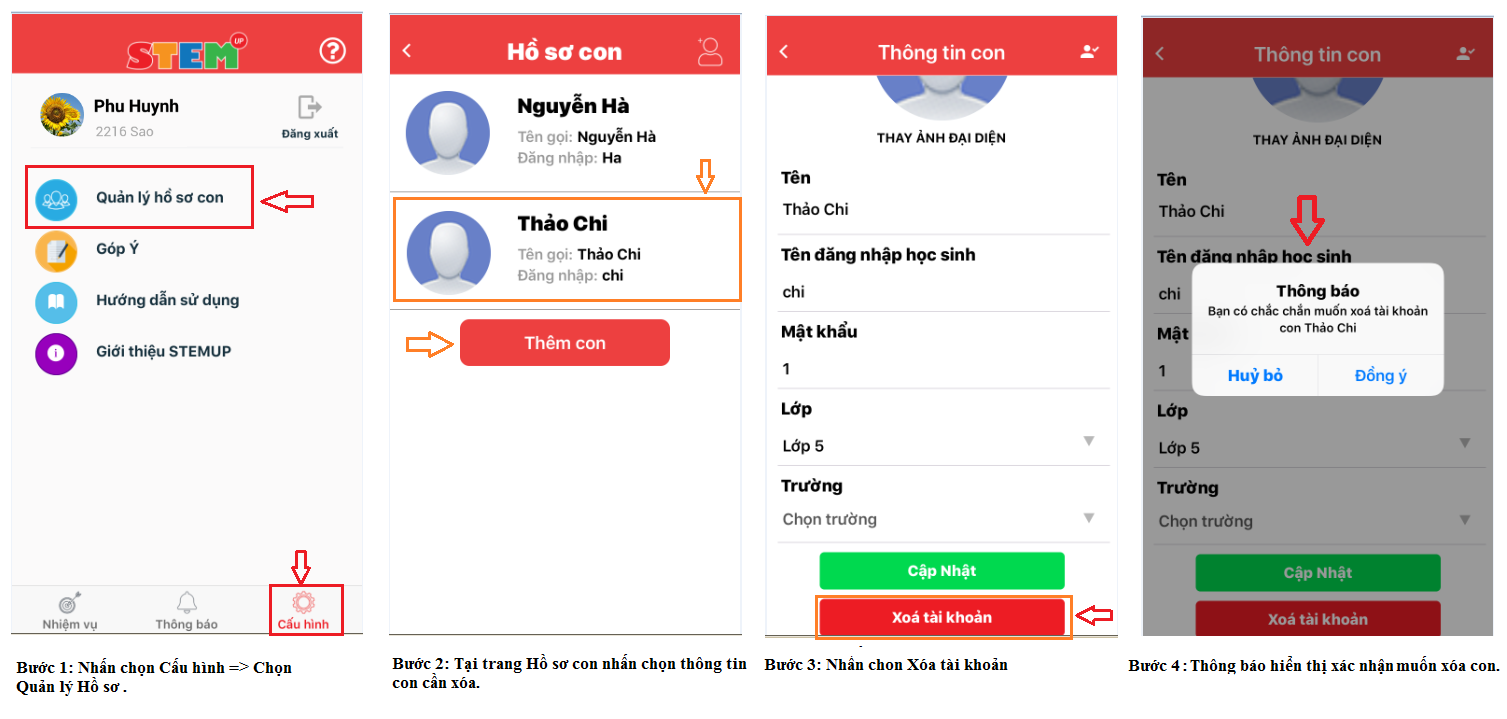 STEM UP
Phu Huynh
2216 Sao
Đăng xuất
Quản lý hồ sơ con
Góp Ý
Hướng dẫn sử dụng
Giới thiệu STEMUP
Nhiệm vụ
Thông báo
Cấu hình
Bước 1: Nhấn chọn Cấu hình => Chọn
Quản lý Hồ sơ .
Hồ sơ con
Nguyễn Hà
Tên gọi: Nguyễn Hà
Đăng nhập: Ha
Thảo Chi
Tên gọi: Thảo Chi
Đăng nhập: chi
Thêm con
Bước 2: Tại trang Hồ sơ con nhấn chọn thông tin
con cần xóa.
Thông tin con
THAY ẢNH ĐẠI DIỆN
Tên
Thảo Chi
Tên đăng nhập học sinh
chi
Mật khẩu
1
Lớp
Lớp 5
Trường
Chọn trường
Cập Nhật
Xoá tài khoản
Bước 3: Nhấn chon Xóa tài khoản
Thông tin con
THAY ẢNH ĐẠI DIỆN
Tên
Thảo Chi
Tên đăng nhập học sinh
chi
Thông báo
Bạn có chắc chắn muốn xoá tài khoản
con Thảo Chi
Huỷ bỏ
Đồng ý
Mật
1
Lớp
Lớp 5
Trường
Chọn trường
Cập Nhật
Xoá tài khoản
Bước 4 : Thông báo hiển thị xác nhận muốn xóa con.